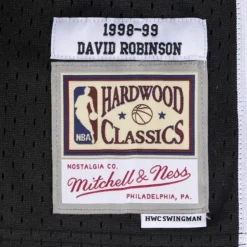 1998-99
DAVID ROBINSON
HARDWOOD
NBA
CLASSICS
NOSTALGIA CO.
Mitchell & Ness
PHILADELPHIA, PA.
HWC SWINGMAN